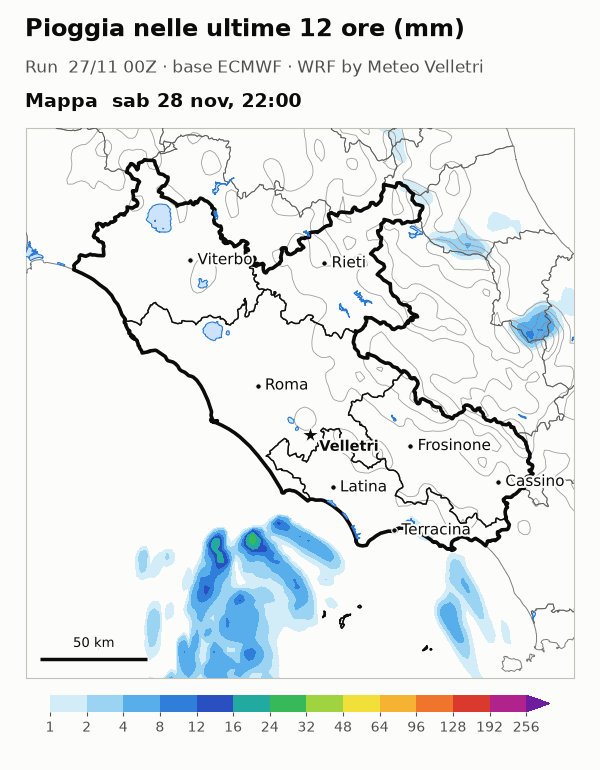 Pioggia nelle ultime 12 ore (mm)
Run  27/11 00Z · base ECMWF · WRF by Meteo Velletri
Mappa  sab 28 nov, 22:00
Viterbo
Rieti
Roma
Velletri
Frosinone
Cassino
Latina
Terracina
50 km
1 2 4 8 12 16 24 32 48 64 96 128 192 256